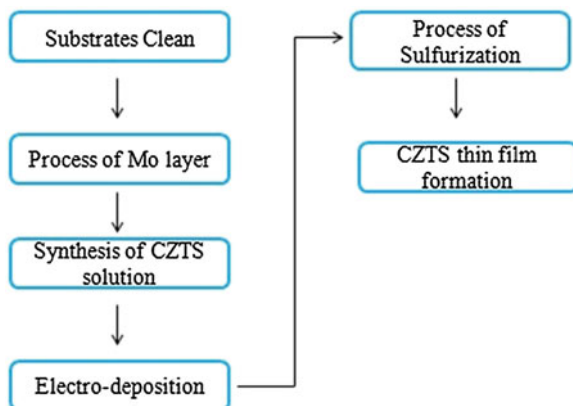 Substrates Clean
Process of Mo layer
Synthesis of CZTS
solution
Electro-deposition
Process of
Sulfurization
CZTS thin film
formation